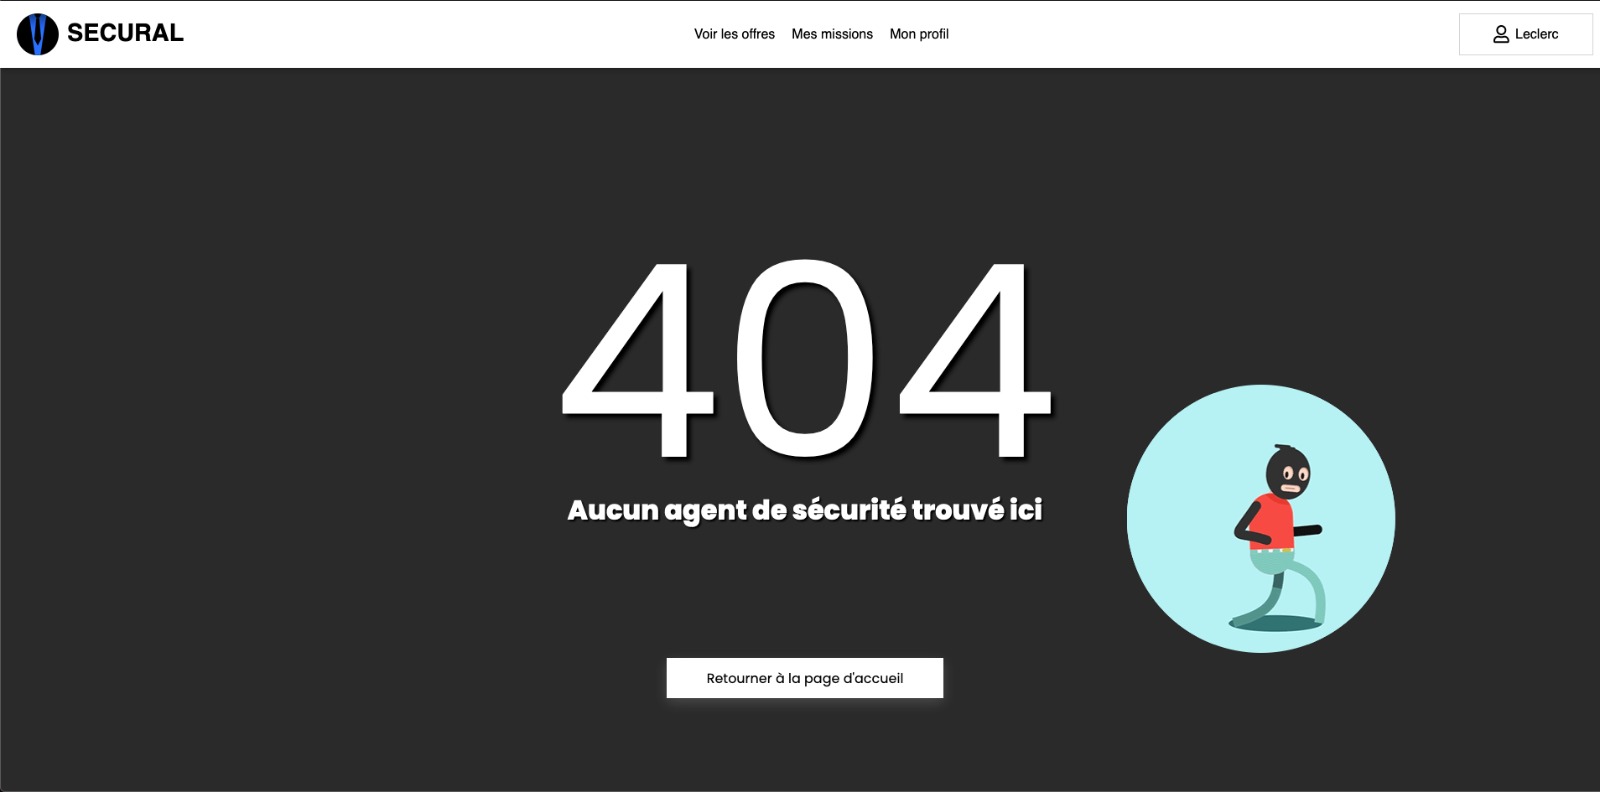 SECURAL
Voir les offres Mes missions Mon profil
Leclerc
404
Aucun agent de sécurité trouvé ici
Retourner à la page d'accueil